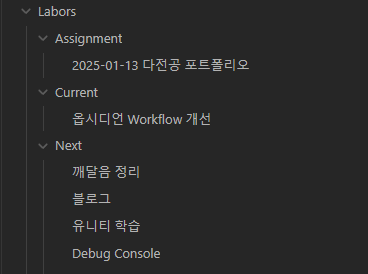 Labors
Assignment
2025-01-13 다전공 포트폴리오
Current
옵시디언 Workflow 개선
Next
깨달음 정리
블로그
유니티 학습
Debug Console